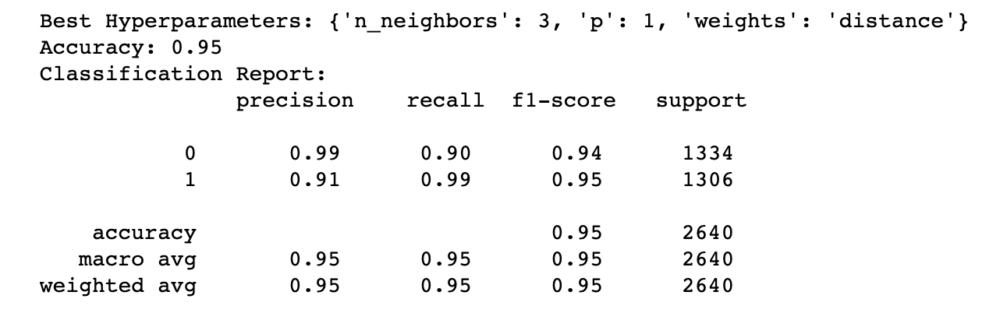 Best Hyperparameters: {'n_neighbors': 3, 'p': 1, 'weights': 'distance'}
Accuracy: 0.95
Classification Report:
precision recall f1-score support
0 0.99 0.90 0.94 1334
1 0.91 0.99 0.95 1306
accuracy 0.95 2640
macro avg 0.95 0.95 0.95 2640
weighted avg 0.95 0.95 0.95 2640